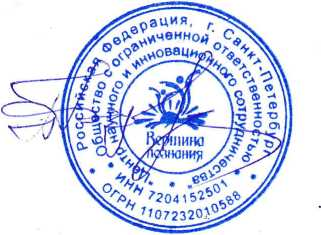 Российская Федерация, г. Санкт-Петербург
Общество с ограниченной ответственностью
"Центр научного и инновационного сотрудничества"
Вершина
познания
* ИНН 7204152501 *
* ОГРН 1107232010588 *